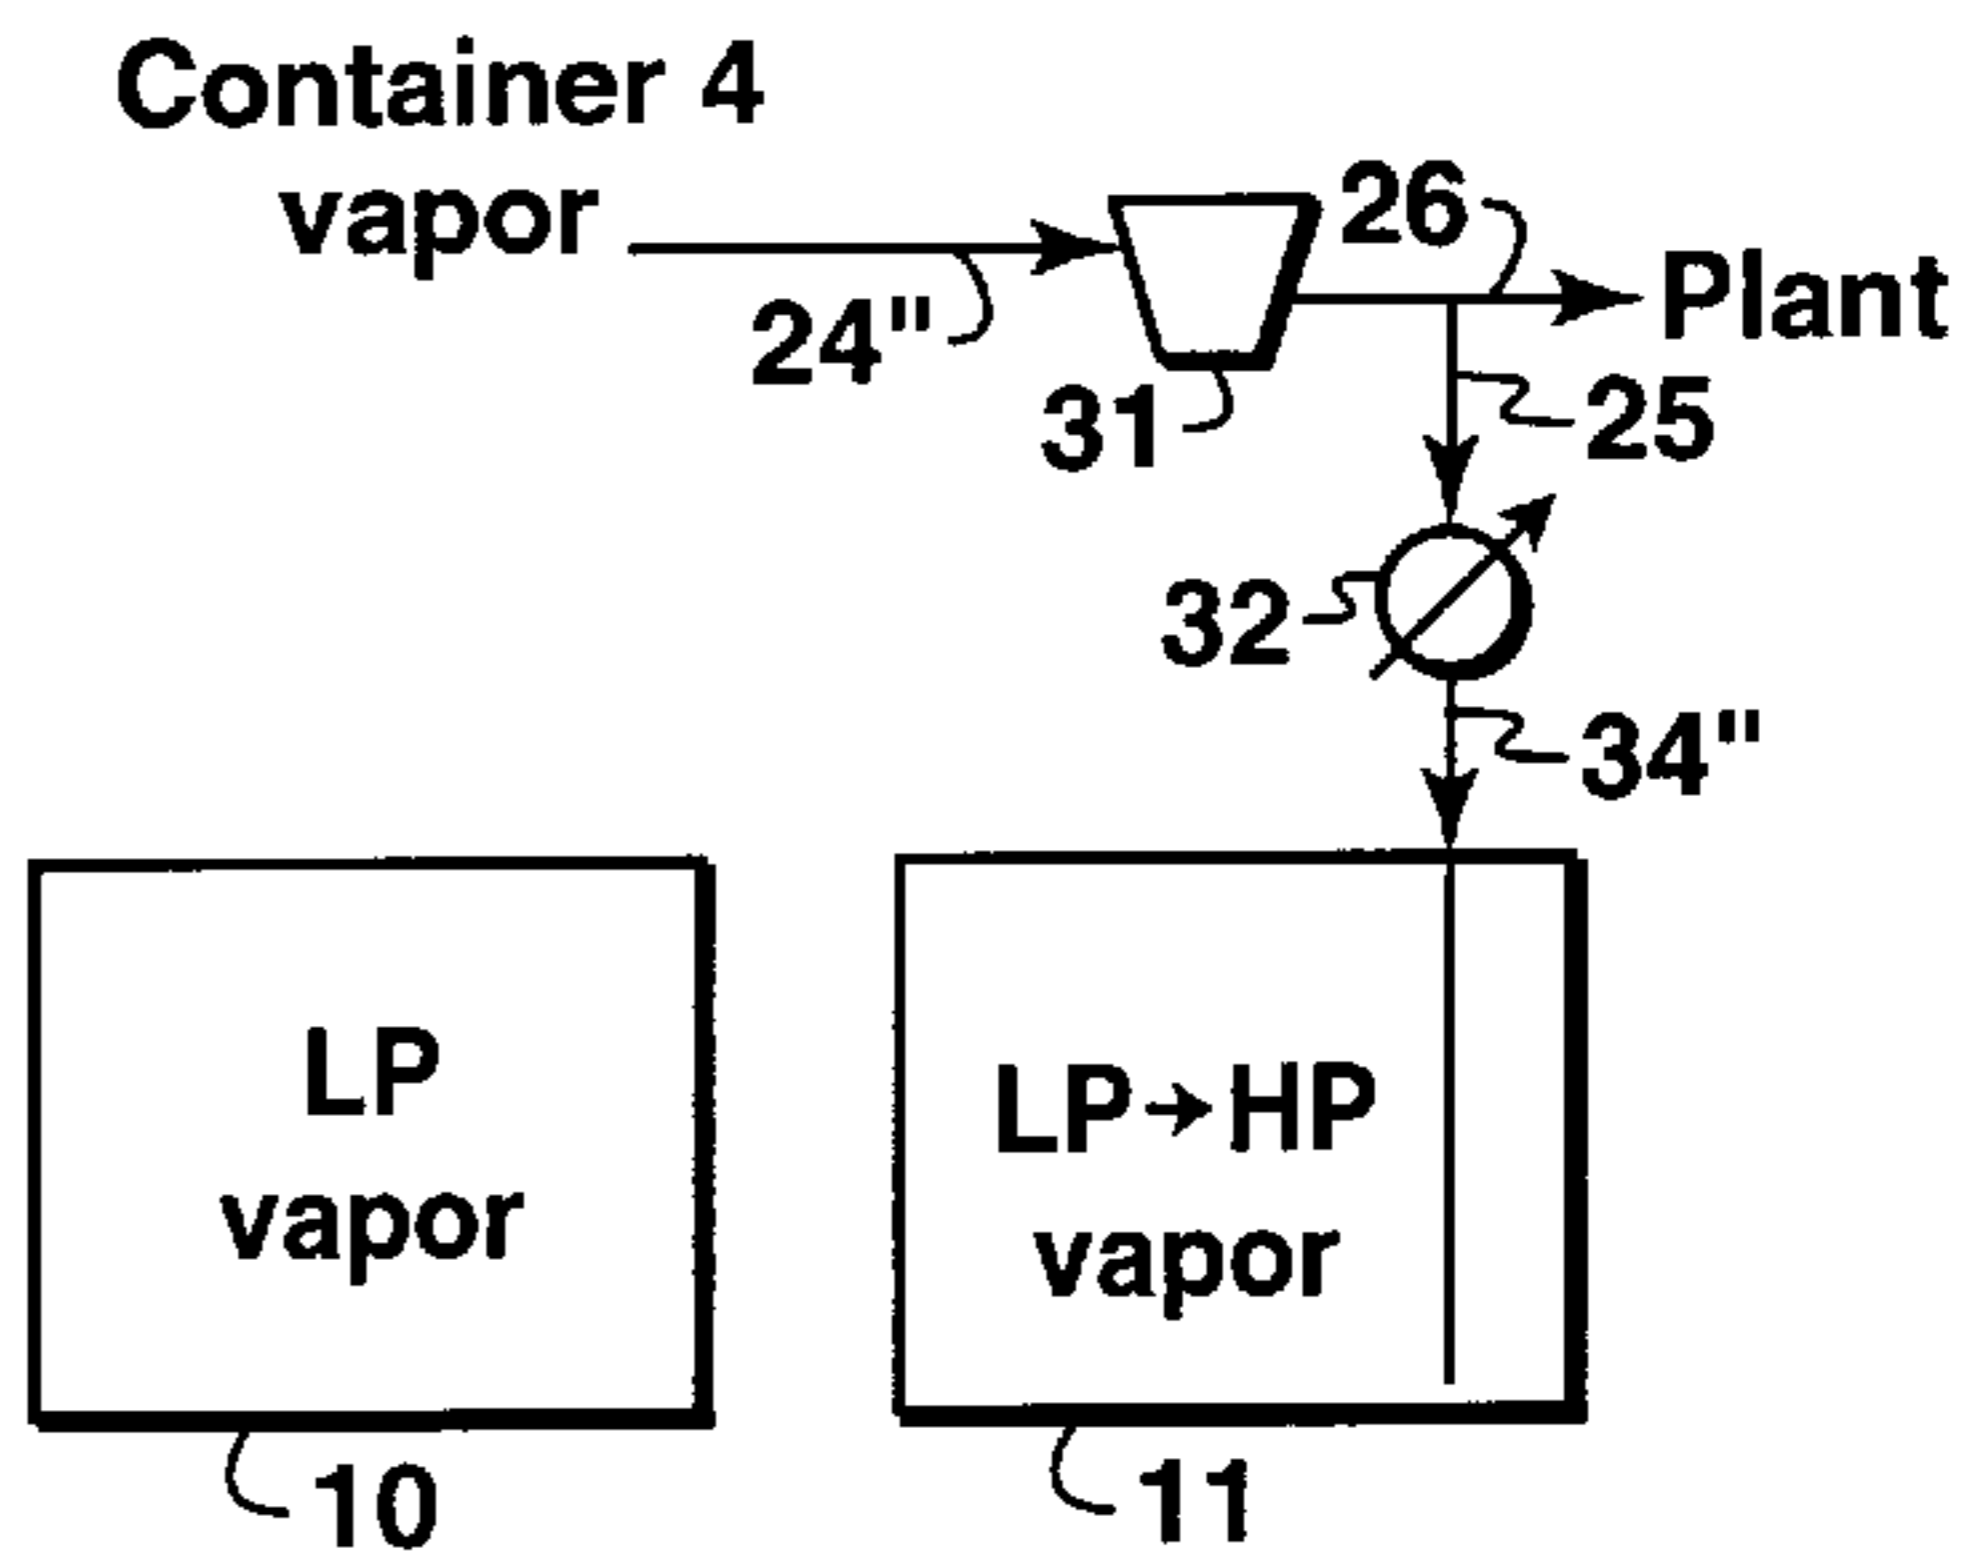 Container 4
vapor
24"
31
26
Plant
25
32
34"
LP
vapor
LP→HP
vapor
10
11